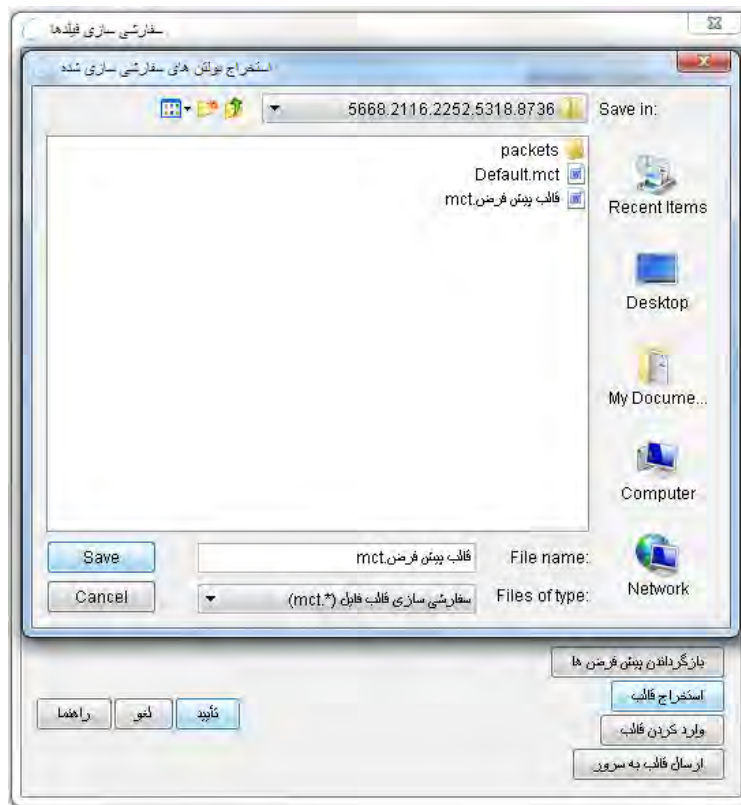 سفارشی سازی فیلدها
استخراج بولتن های سفارشی سازی شده
Save in:
5668.2116.2252.5318.8736
packets
Default.mct
قالب پیش فرض.mct
Recent Items
Desktop
My Docume...
Computer
Network
File name:
قالب پیش فرض.mct
Save
Files of type:
سفارشی سازی قالب فایل (*.mct)
Cancel
بازگرداندن پیش فرض ها
استخراج قالب
وارد کردن قالب
ارسال قالب به سرور
تأیید
لغو
راهنما